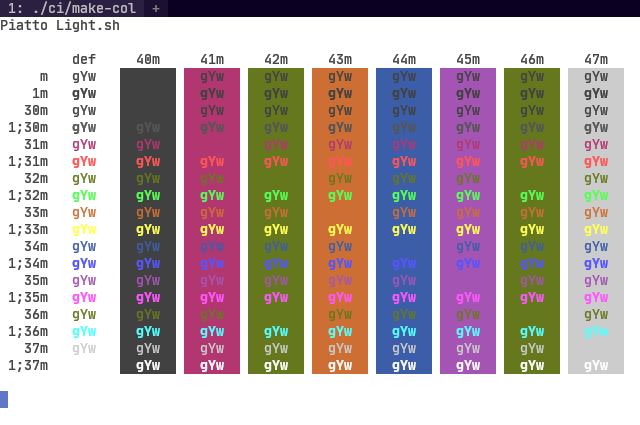 1: ./ci/make-col +
Piatto Light.sh
def 40m 41m 42m 43m 44m 45m 46m 47m
m gYw gYw gYw gYw gYw gYw gYw gYw
1m gYw gYw gYw gYw gYw gYw gYw gYw
30m gYw gYw gYw gYw gYw gYw gYw gYw
1;30m gYw gYw gYw gYw gYw gYw gYw gYw gYw
31m gYw gYw gYw gYw gYw gYw gYw gYw
1;31m gYw gYw gYw gYw gYw gYw gYw gYw gYw
32m gYw gYw gYw gYw gYw gYw gYw
1;32m gYw gYw gYw gYw gYw gYw gYw gYw gYw
33m gYw gYw gYw gYw gYw gYw gYw gYw
1;33m gYw gYw gYw gYw gYw gYw gYw gYw gYw
34m gYw gYw gYw gYw gYw gYw gYw gYw
1;34m gYw gYw gYw gYw gYw gYw gYw gYw gYw
35m gYw gYw gYw gYw gYw gYw gYw gYw
1;35m gYw gYw gYw gYw gYw gYw gYw gYw gYw
36m gYw gYw gYw gYw gYw gYw gYw
1;36m gYw gYw gYw gYw gYw gYw gYw gYw gYw
37m gYw gYw gYw gYw gYw gYw gYw gYw
1;37m gYw gYw gYw gYw gYw gYw gYw gYw